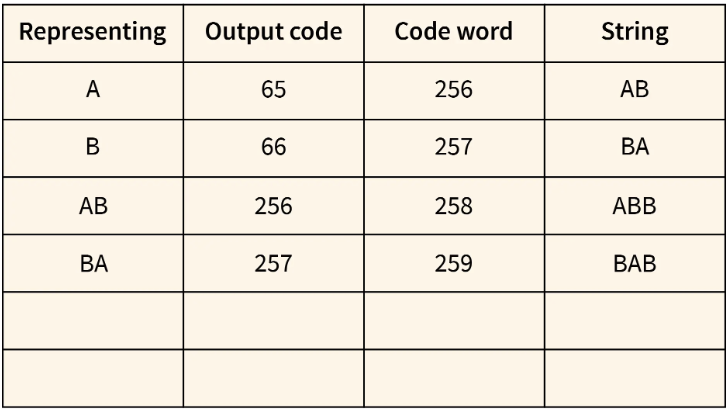 Representing Output code Code word String
A 65 256 AB
B 66 257 BA
AB 256 258 ABB
BA 257 259 BAB